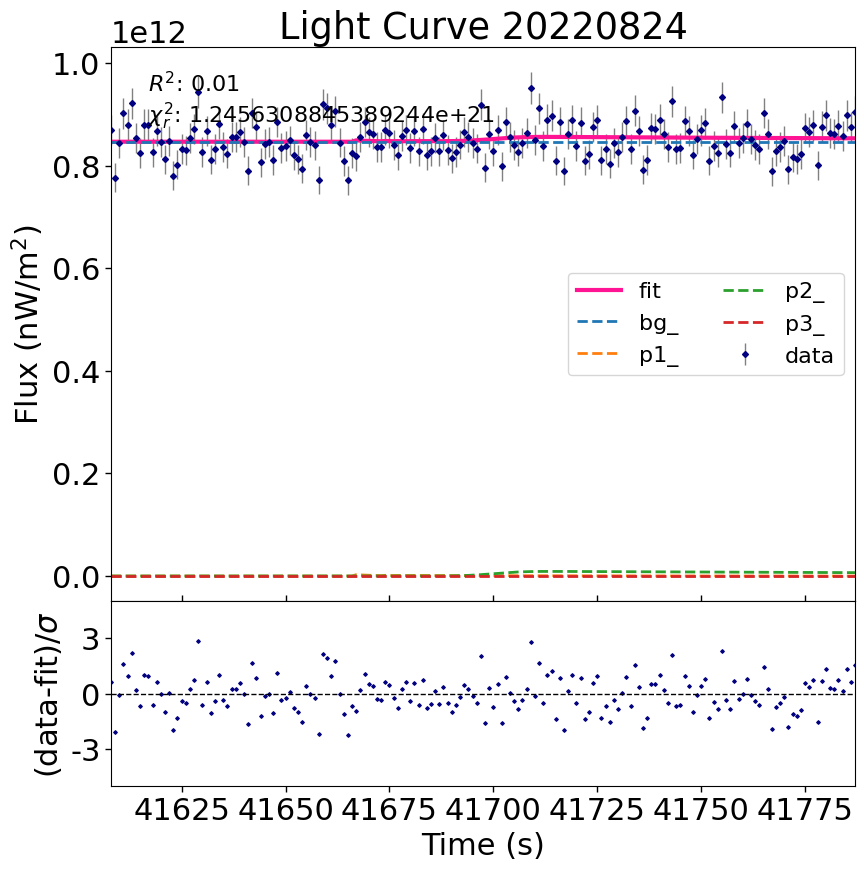 Light Curve 20220824
1e12
R²: 0.01
χᵣ²: 1.2456308845389244e+21
1.0
0.8
0.6
0.4
0.2
0.0
Flux (nW/m²)
fit
bg_
p1_
p2_
p3_
data
3
0
-3
(data-fit)/σ
41625 41650 41675 41700 41725 41750 41775
Time (s)